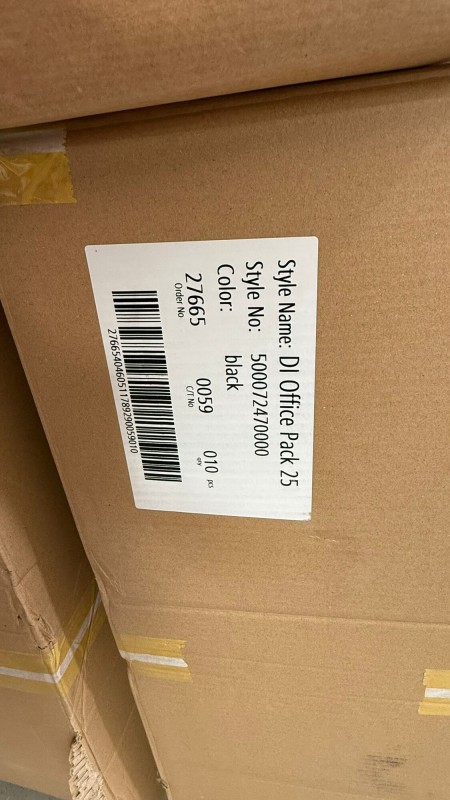 Style Name: DI Office Pack 25
Style No: 500072470000
Color: black
27665 0059 010 pcs
Order No C/T No qty
2766540460511789290059010